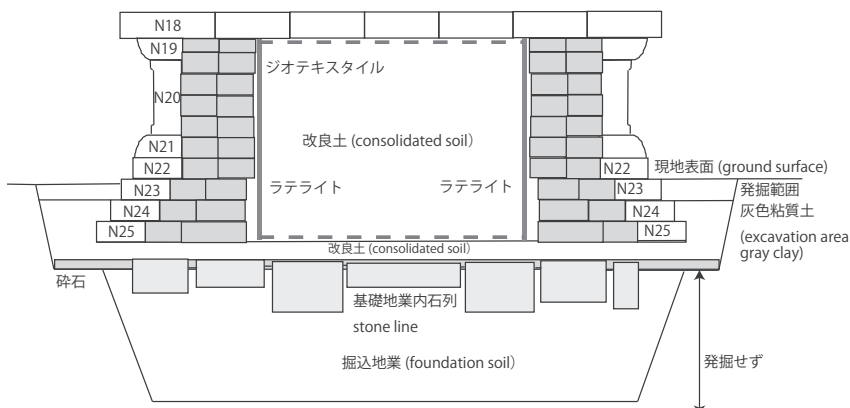 N18
N19
ジオテキスタイル
N20
改良土 (consolidated soil)
N21
N22
N22
現地表面 (ground surface)
N23
ラテライト
ラテライト
N23
発掘範囲
N24
N24
灰色粘質土
N25
N25
(excavation area
gray clay)
改良土 (consolidated soil)
砕石
基礎地業内石列
stone line
掘込地業 (foundation soil)
発掘せず